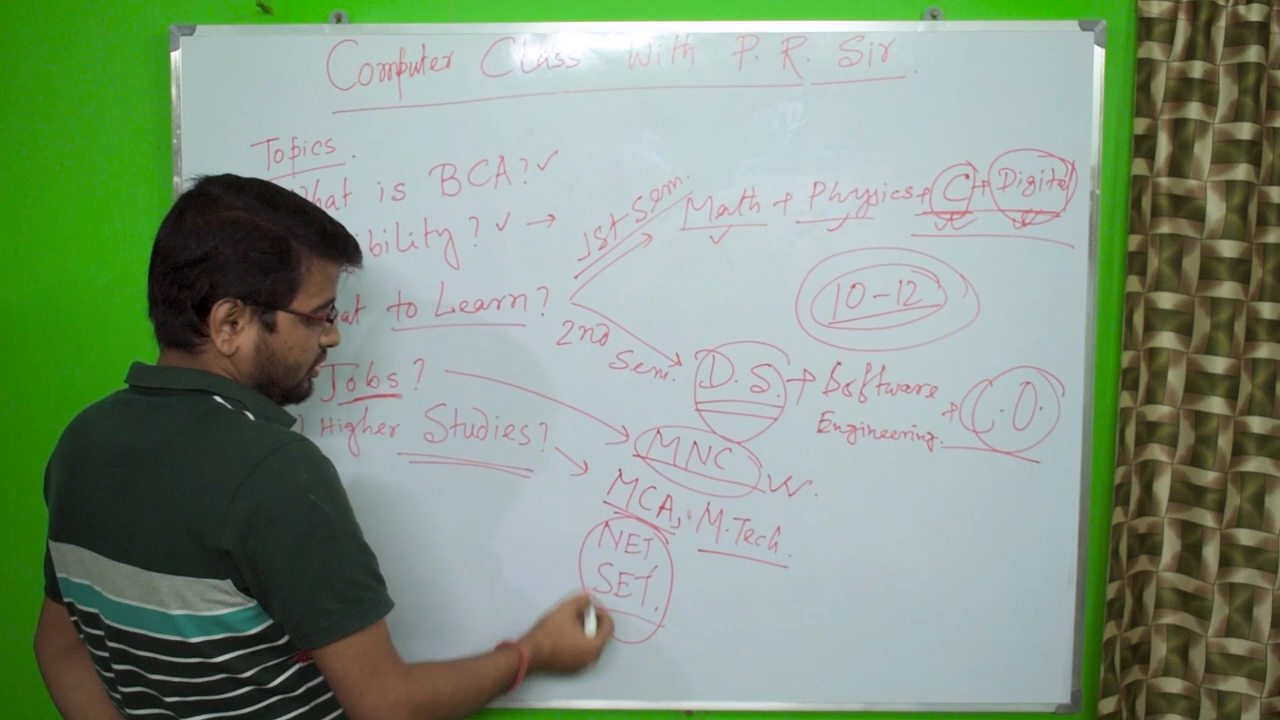 Computer Class With P. R. Sir.
Topics.
hat is BCA? ✓
ibility? ✓ →
at to Learn?
Jobs?
) Higher Studies?
1st Sem.
Math + Physics + C + Digital
10-12
2nd Sem.
D.S. + Software Engineering. + C.O.
MNC
W.
MCA, M.Tech.
NET
SET.